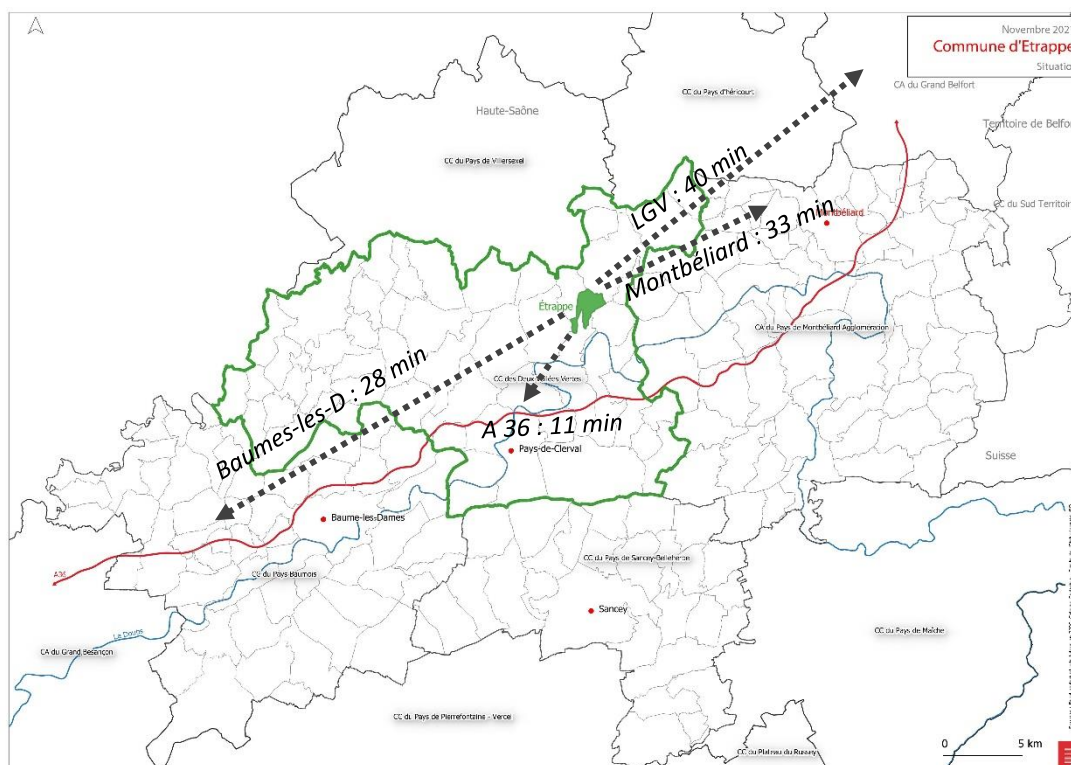 Novembre 202
Commune d'Etrappe
Situation
CA du Grand Belfort
CC du Pays d'Héricourt
Haute-Saône
Territoire de Belfo
CC du Pays de Villersexel
LGV : 40 min
CC du Sud Territoir
Montbéliard
Montbéliard : 33 min
Étrappe
CA du Pays de Montbéliard Agglomération
Baumes-les-D : 28 min
CC des Deux Vallées Vertes
A 36 : 11 min
Pays-de-Clerval
Suisse
Baume-les-Dames
CC du Pays de Sancey-Belleherbe
A36
CC du Pays Baumois
Sancey
Le Doubs
CC du Pays de Maîche
CA du Grand Besançon
CC du Pays de Pierrefontaine - Vercel
CC du Plateau du Russey
0 5 km